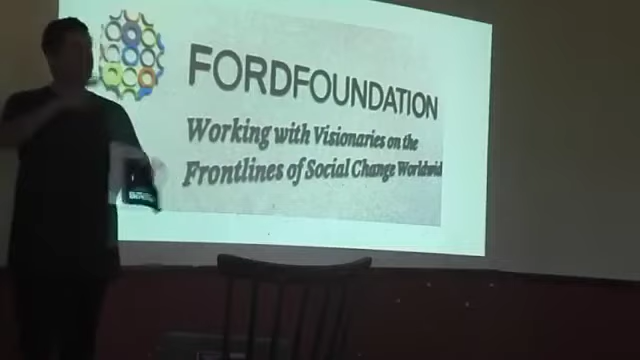 FORDFOUNDATION
Working with Visionaries on the
Frontlines of Social Change